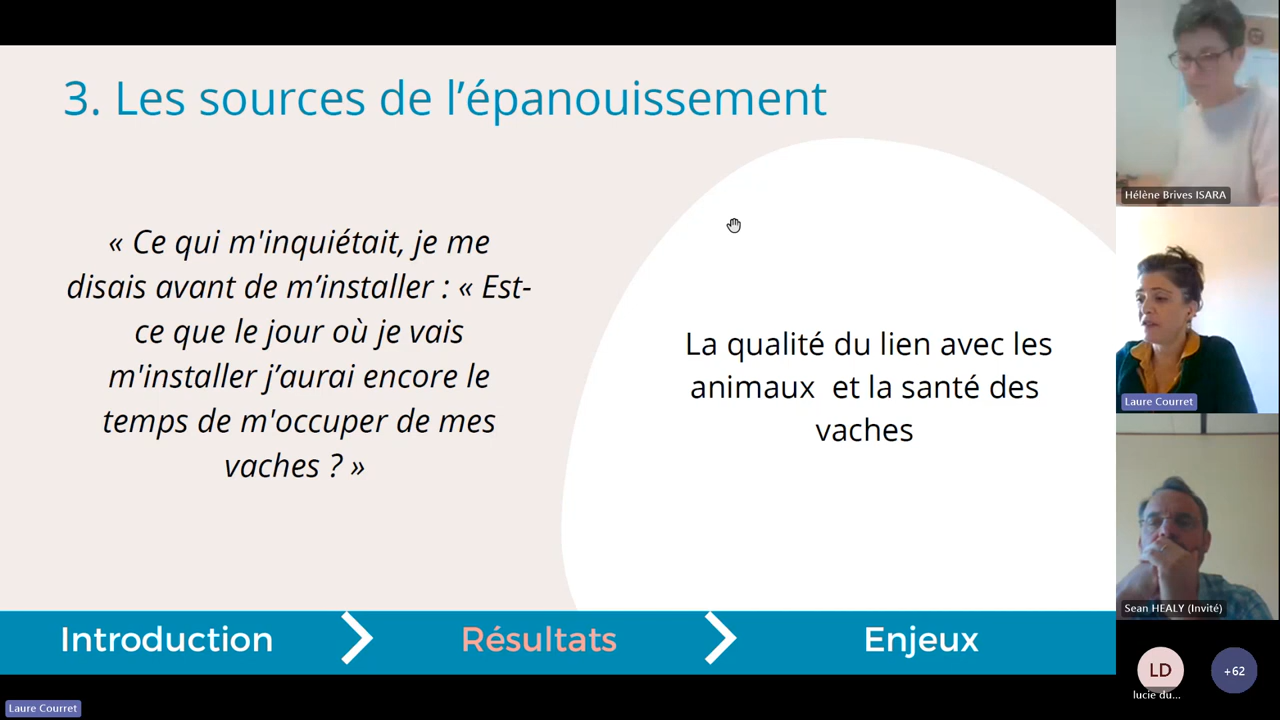 3. Les sources de l’épanouissement
« Ce qui m'inquiétait, je me
disais avant de m’installer : « Est-
ce que le jour où je vais
m'installer j’aurai encore le
temps de m'occuper de mes
vaches ? »
La qualité du lien avec les
animaux  et la santé des
vaches
Introduction
Résultats
Enjeux
Hélène Brives ISARA
Laure Courret
Sean HEALY (Invité)
LD
lucie du...
+62
Laure Courret